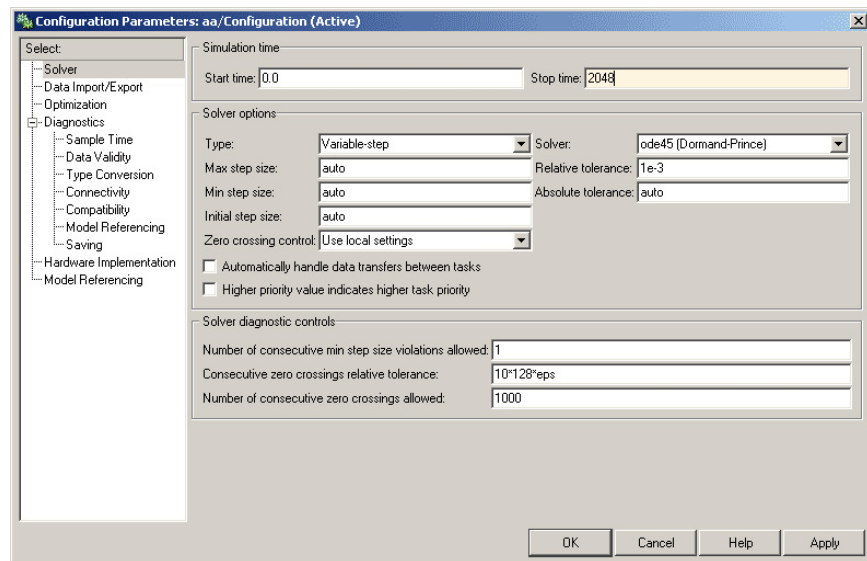 Configuration Parameters: aa/Configuration (Active)
Select:
Solver
Data Import/Export
Optimization
Diagnostics
Sample Time
Data Validity
Type Conversion
Connectivity
Compatibility
Model Referencing
Saving
Hardware Implementation
Model Referencing
Simulation time
Start time: 0.0 Stop time: 2048
Solver options
Type: Variable-step Solver: ode45 (Dormand-Prince)
Max step size: auto Relative tolerance: 1e-3
Min step size: auto Absolute tolerance: auto
Initial step size: auto
Zero crossing control: Use local settings
Automatically handle data transfers between tasks
Higher priority value indicates higher task priority
Solver diagnostic controls
Number of consecutive min step size violations allowed: 1
Consecutive zero crossings relative tolerance: 10*128*eps
Number of consecutive zero crossings allowed: 1000
OK Cancel Help Apply